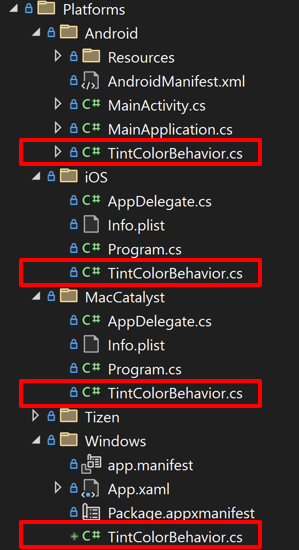 Platforms
Android
Resources
AndroidManifest.xml
C# MainActivity.cs
C# MainApplication.cs
C# TintColorBehavior.cs
iOS
C# AppDelegate.cs
Info.plist
C# Program.cs
C# TintColorBehavior.cs
MacCatalyst
C# AppDelegate.cs
Info.plist
C# Program.cs
C# TintColorBehavior.cs
Tizen
Windows
app.manifest
App.xaml
Package.appxmanifest
+ C# TintColorBehavior.cs